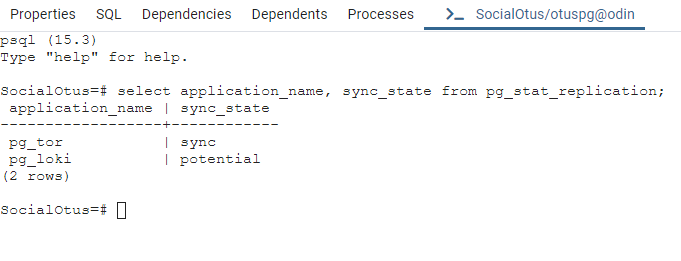 Properties SQL Dependencies Dependents Processes >_ SocialOtus/otuspg@odin
psql (15.3)
Type "help" for help.
SocialOtus=# select application_name, sync_state from pg_stat_replication;
 application_name | sync_state
------------------+------------
 pg_tor           | sync
 pg_loki          | potential
(2 rows)
SocialOtus=#